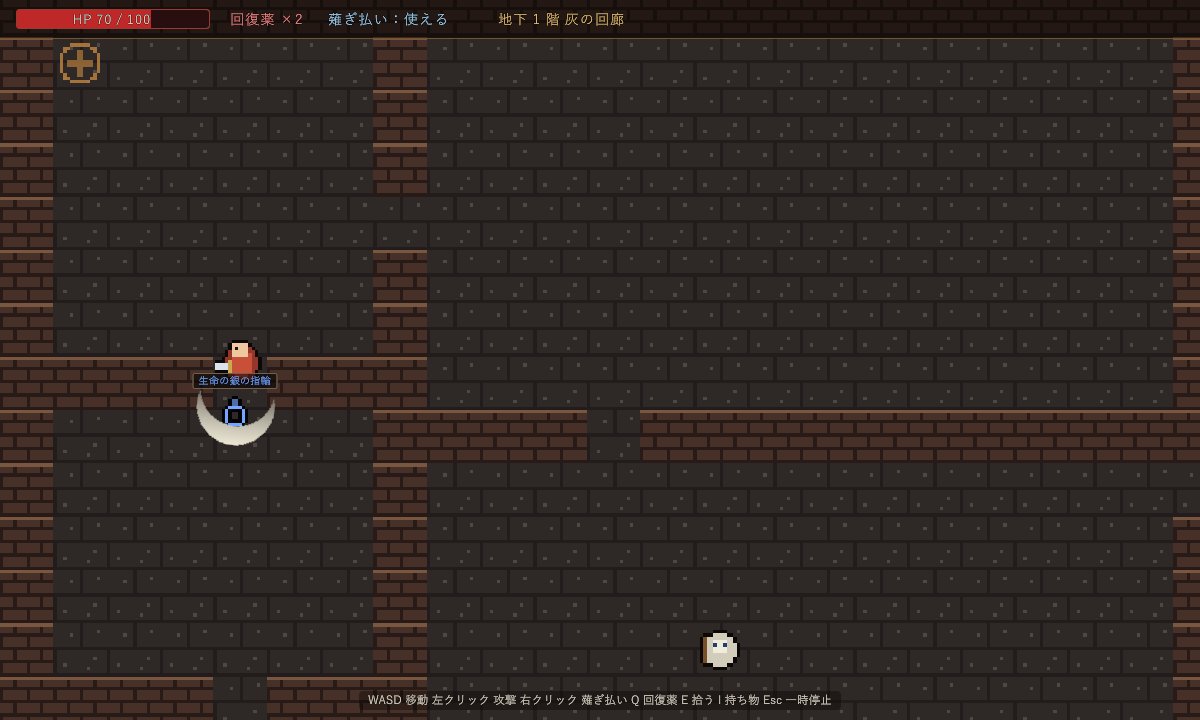 HP 70 / 100 回復薬 ×2 薙ぎ払い：使える 地下 1 階 灰の回廊
生命の銀の指輪
WASD 移動 左クリック 攻撃 右クリック 薙ぎ払い Q 回復薬 E 拾う I 持ち物 Esc 一時停止